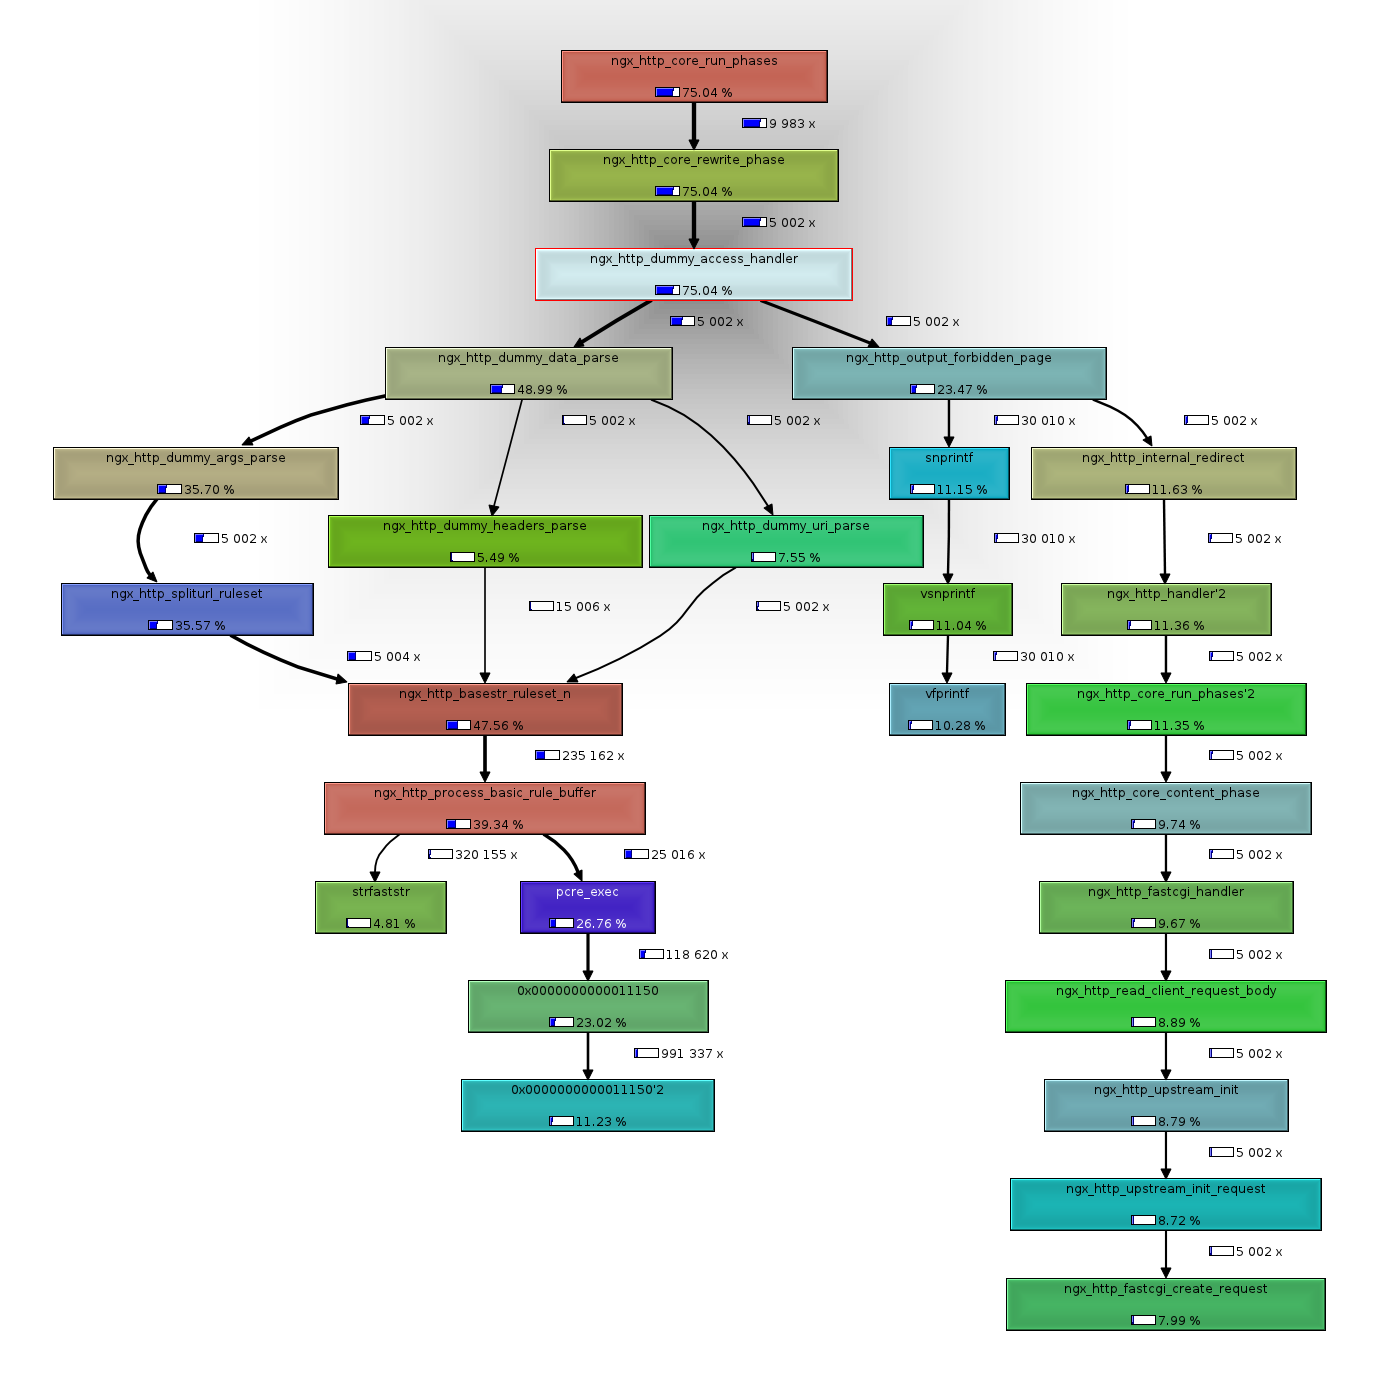 ngx_http_core_run_phases
75.04 %
9 983 x
ngx_http_core_rewrite_phase
75.04 %
5 002 x
ngx_http_dummy_access_handler
75.04 %
5 002 x
5 002 x
ngx_http_dummy_data_parse
48.99 %
ngx_http_output_forbidden_page
23.47 %
5 002 x
5 002 x
5 002 x
30 010 x
5 002 x
ngx_http_dummy_args_parse
35.70 %
snprintf
11.15 %
ngx_http_internal_redirect
11.63 %
ngx_http_dummy_headers_parse
5.49 %
ngx_http_dummy_uri_parse
7.55 %
5 002 x
30 010 x
5 002 x
ngx_http_spliturl_ruleset
35.57 %
15 006 x
5 002 x
vsnprintf
11.04 %
ngx_http_handler'2
11.36 %
5 004 x
30 010 x
5 002 x
ngx_http_basestr_ruleset_n
47.56 %
vfprintf
10.28 %
ngx_http_core_run_phases'2
11.35 %
235 162 x
5 002 x
ngx_http_process_basic_rule_buffer
39.34 %
ngx_http_core_content_phase
9.74 %
320 155 x
25 016 x
5 002 x
strfaststr
4.81 %
pcre_exec
26.76 %
ngx_http_fastcgi_handler
9.67 %
118 620 x
5 002 x
0x0000000000011150
23.02 %
ngx_http_read_client_request_body
8.89 %
991 337 x
5 002 x
0x0000000000011150'2
11.23 %
ngx_http_upstream_init
8.79 %
5 002 x
ngx_http_upstream_init_request
8.72 %
5 002 x
ngx_http_fastcgi_create_request
7.99 %